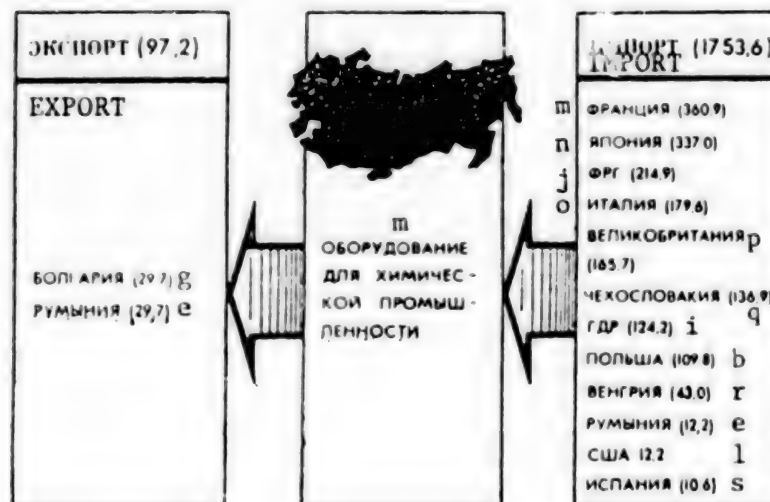 ЭКСПОРТ (97,2)
EXPORT
БОЛГАРИЯ (29,7) g
РУМЫНИЯ (29,7) e
m
ОБОРУДОВАНИЕ
ДЛЯ ХИМИЧЕС-
КОЙ ПРОМЫШ-
ЛЕННОСТИ
ИМПОРТ (1753,6)
IMPORT
m ФРАНЦИЯ (360,9)
n ЯПОНИЯ (337,0)
j ФРГ (214,9)
o ИТАЛИЯ (179,6)
ВЕЛИКОБРИТАНИЯ p
(165,7)
ЧЕХОСЛОВАКИЯ (136,9)
q
ГДР (124,2) i
ПОЛЬША (109,8) b
ВЕНГРИЯ (43,0) r
РУМЫНИЯ (12,2) e
США 12,2 l
ИСПАНИЯ (10,6) s